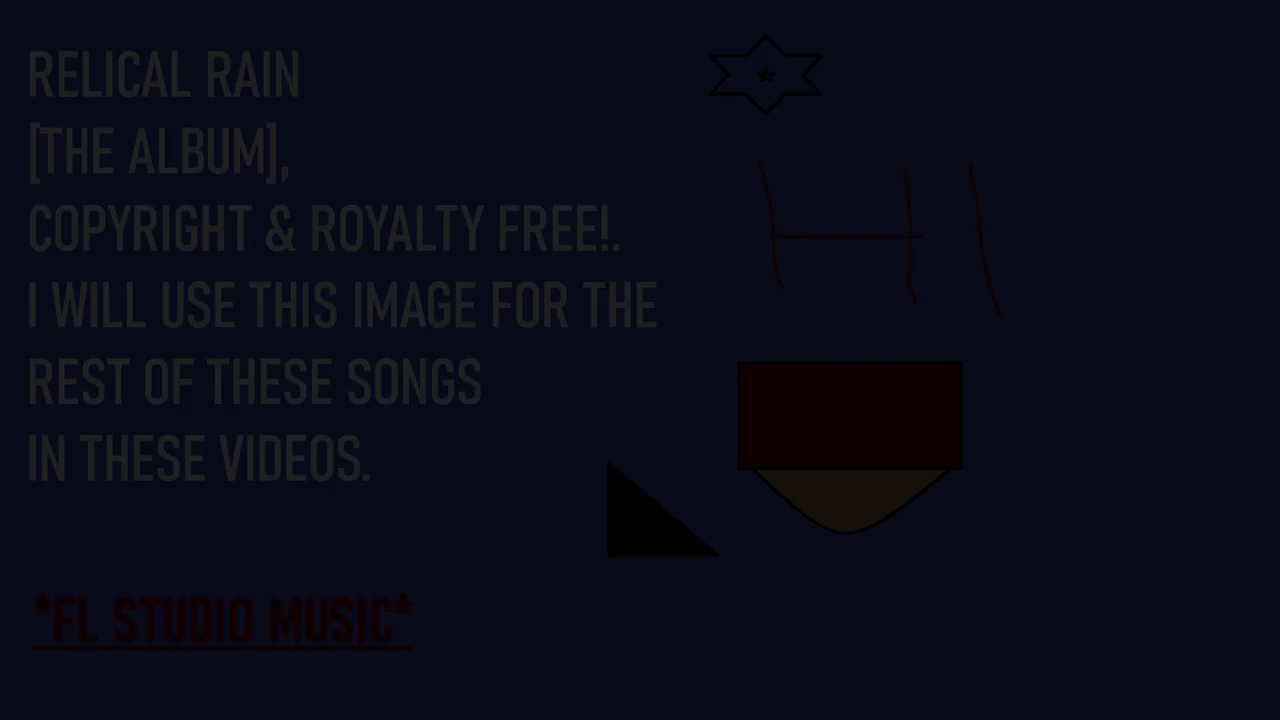 RELICAL RAIN
[THE ALBUM],
COPYRIGHT & ROYALTY FREE!.
I WILL USE THIS IMAGE FOR THE
REST OF THESE SONGS
IN THESE VIDEOS.
HI
*FL STUDIO MUSIC*